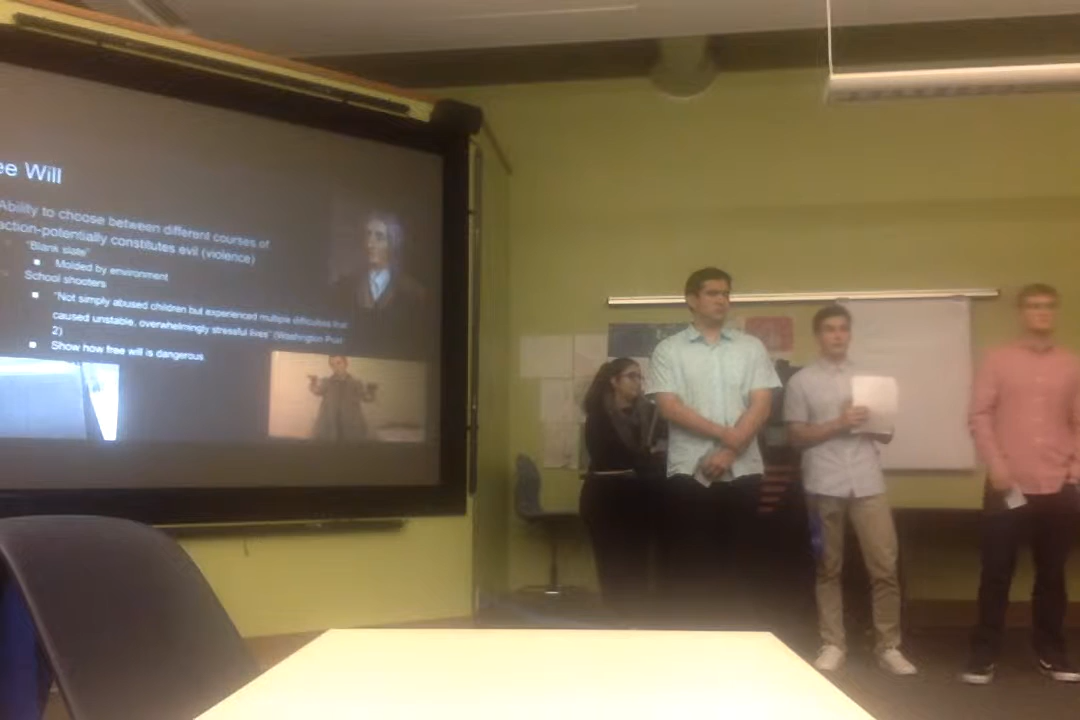 ee Will
Ability to choose between different courses of
action-potentially constitutes evil (violence)
"Blank slate"
Molded by environment
School shooters
"Not simply abused children but experienced multiple difficulties that
caused unstable, overwhelmingly stressful lives" (Washington Post
2)
Show how free will is dangerous